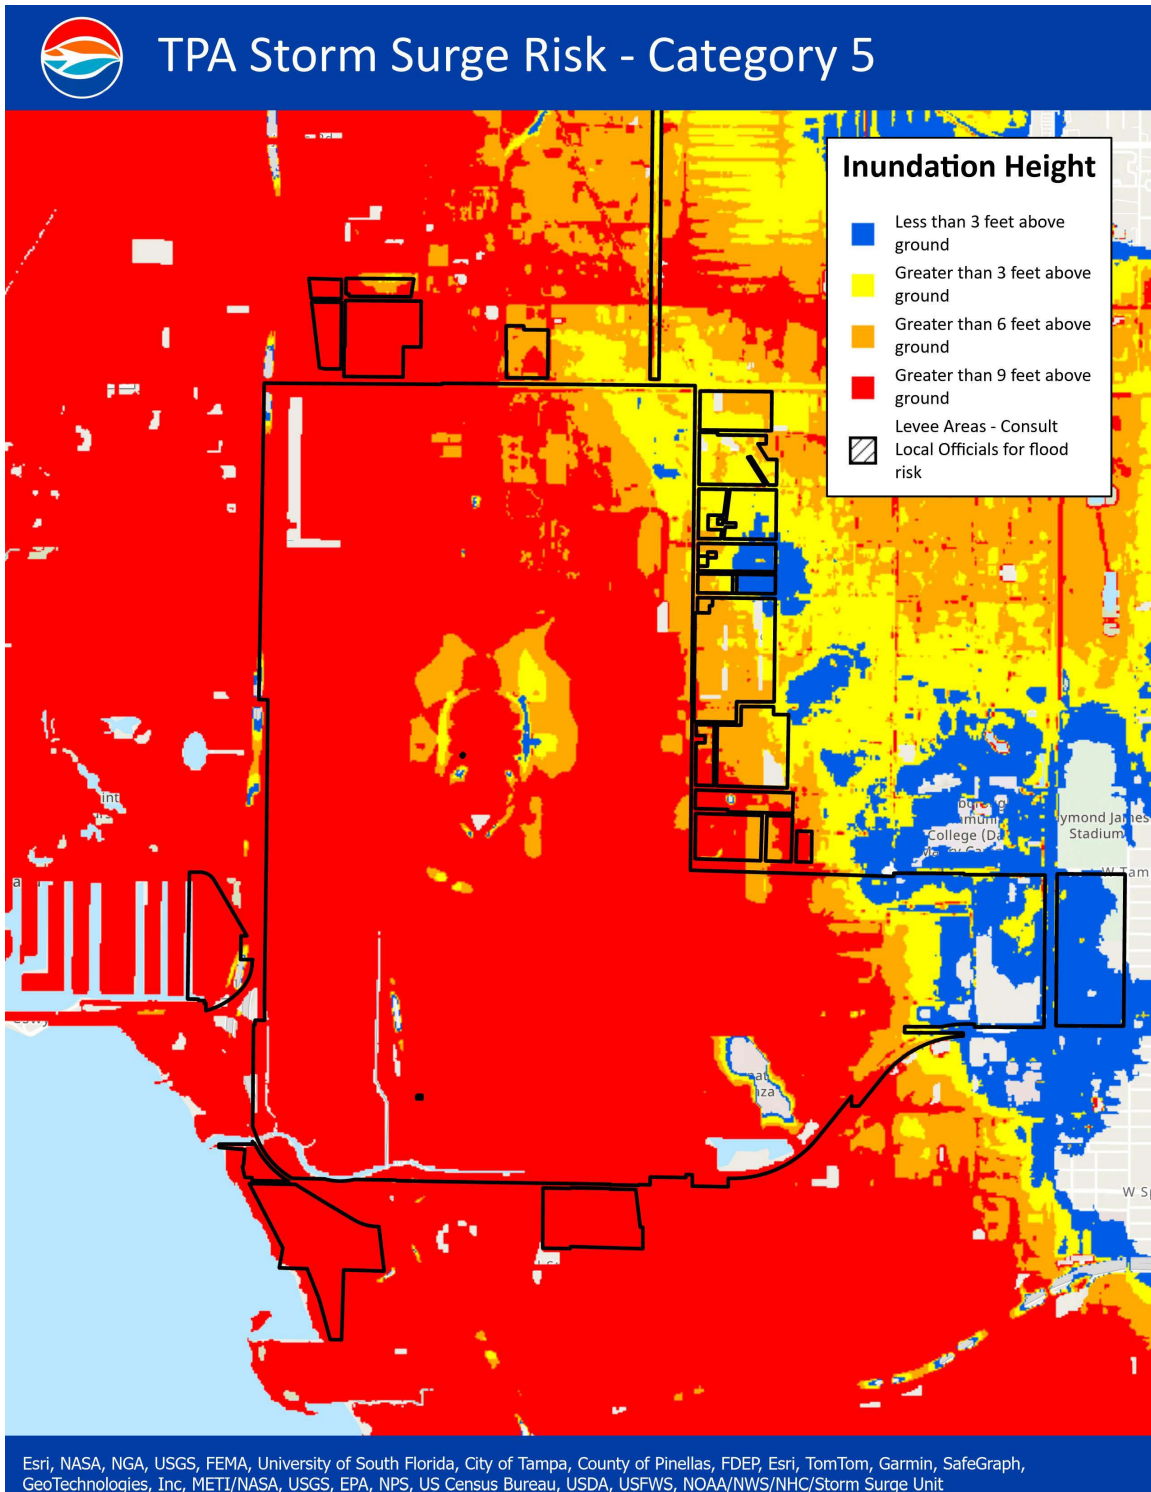 TPA Storm Surge Risk - Category 5
Inundation Height
Less than 3 feet above
ground
Greater than 3 feet above
ground
Greater than 6 feet above
ground
Greater than 9 feet above
ground
Levee Areas - Consult
Local Officials for flood
risk
College (Da
Stadium
W Tam
W Sp
Esri, NASA, NGA, USGS, FEMA, University of South Florida, City of Tampa, County of Pinellas, FDEP, Esri, TomTom, Garmin, SafeGraph,
GeoTechnologies, Inc, METI/NASA, USGS, EPA, NPS, US Census Bureau, USDA, USFWS, NOAA/NWS/NHC/Storm Surge Unit